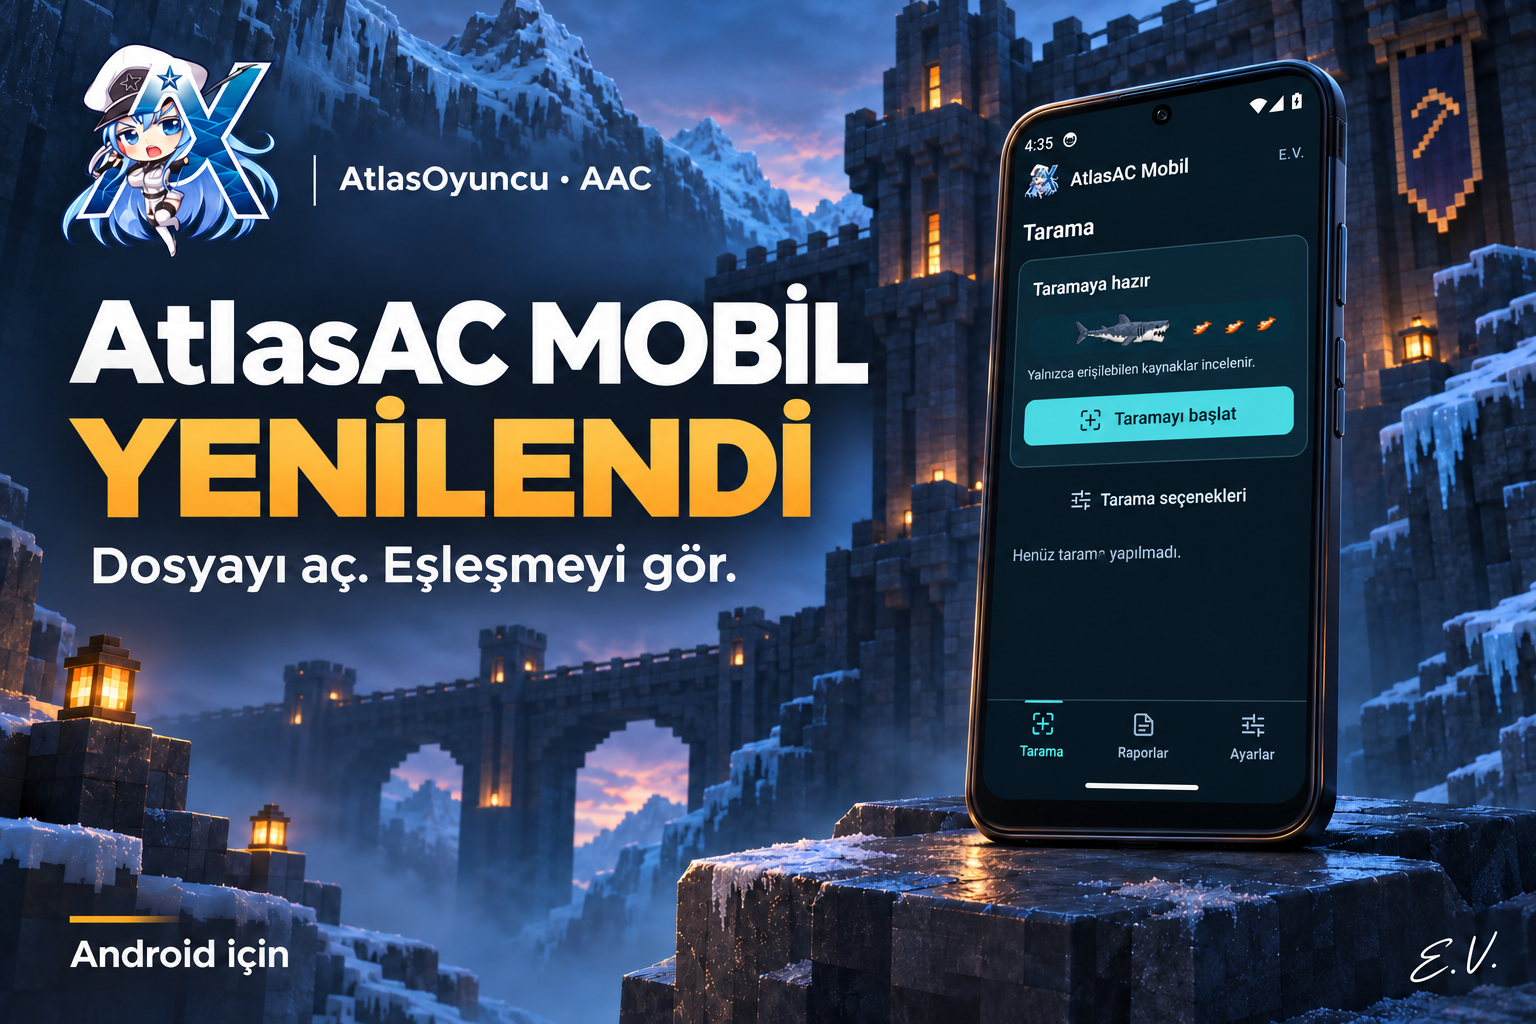 AX
AtlasOyuncu · AAC
AtlasAC MOBİL
YENİLENDİ
Dosyayı aç. Eşleşmeyi gör.
Android için
4:35
AtlasAC Mobil
E.V.
Tarama
Taramaya hazır
Yalnızca erişilebilen kaynaklar incelenir.
Taramayı başlat
Tarama seçenekleri
Henüz tarama yapılmadı.
Tarama
Raporlar
Ayarlar
E.V.